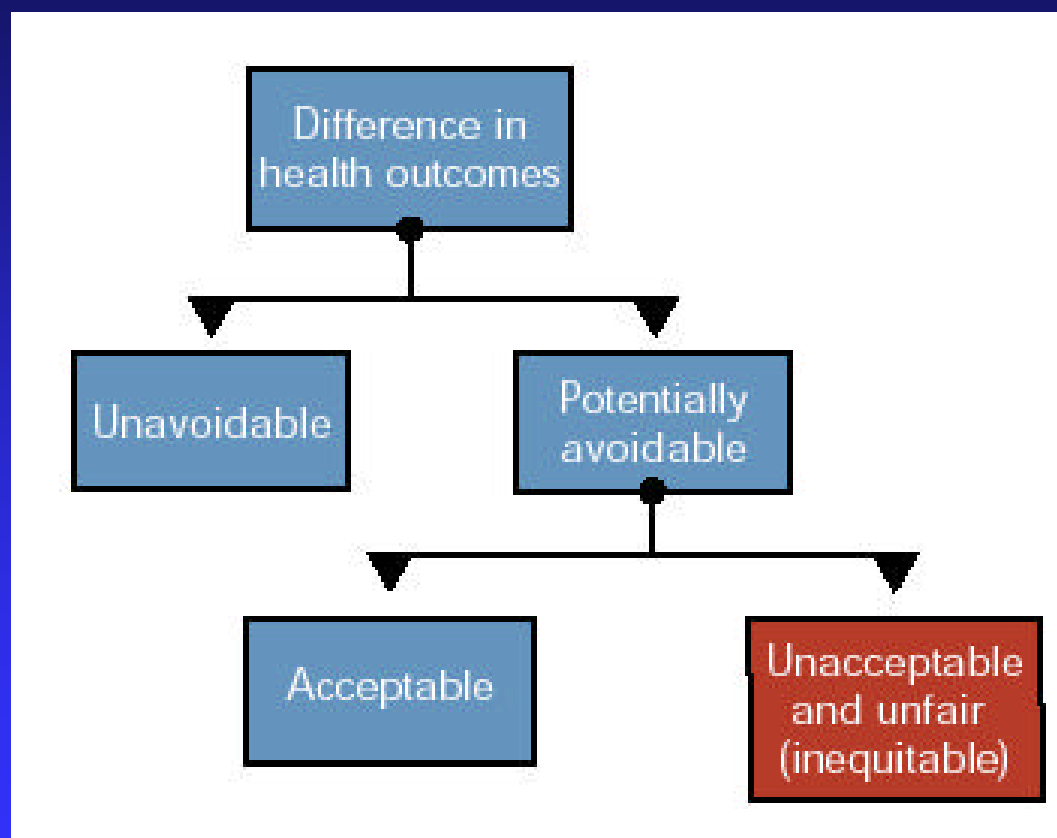 Difference in
health outcomes
Unavoidable
Potentially
avoidable
Acceptable
Unacceptable
and unfair
(inequitable)